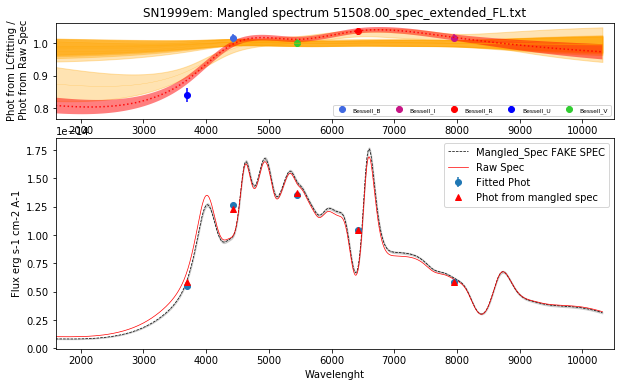 SN1999em: Mangled spectrum 51508.00_spec_extended_FL.txt
Phot from LCfitting /
Phot from Raw Spec
1.0
0.9
0.8
Bessell_B
Bessell_I
Bessell_R
Bessell_U
Bessell_V
2000 3000 4000 5000 6000 7000 8000 9000 10000
1e−14
Flux erg s-1 cm-2 A-1
1.75
1.50
1.25
1.00
0.75
0.50
0.25
0.00
Mangled_Spec FAKE SPEC
Raw Spec
Fitted Phot
Phot from mangled spec
2000 3000 4000 5000 6000 7000 8000 9000 10000
Wavelenght